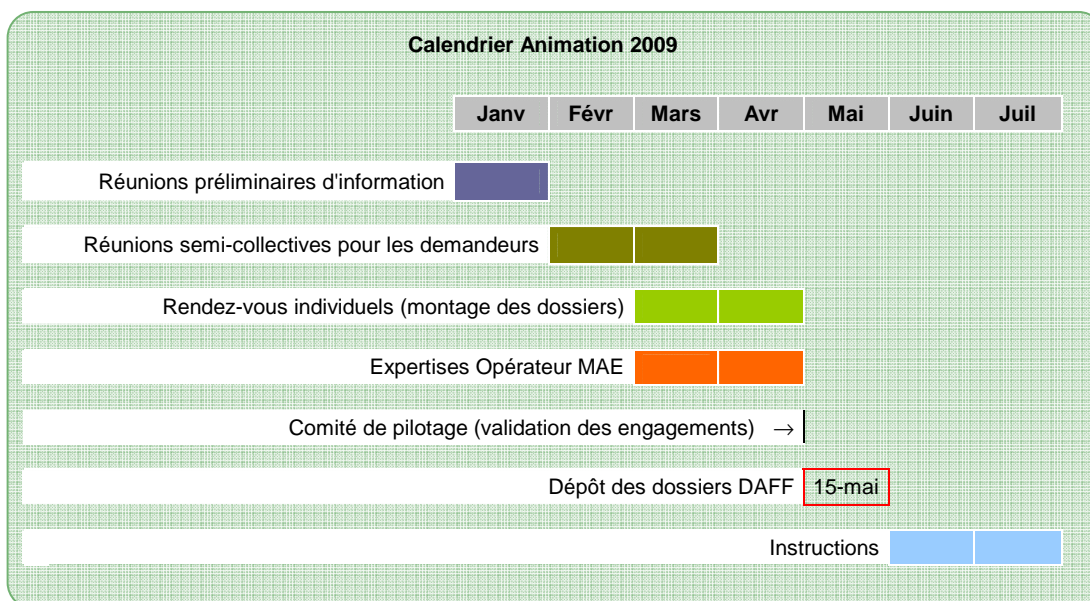 Calendrier Animation 2009
Janv Févr Mars Avr Mai Juin Juil
Réunions préliminaires d'information
Réunions semi-collectives pour les demandeurs
Rendez-vous individuels (montage des dossiers)
Expertises Opérateur MAE
Comité de pilotage (validation des engagements) →
Dépôt des dossiers DAFF 15-mai
Instructions